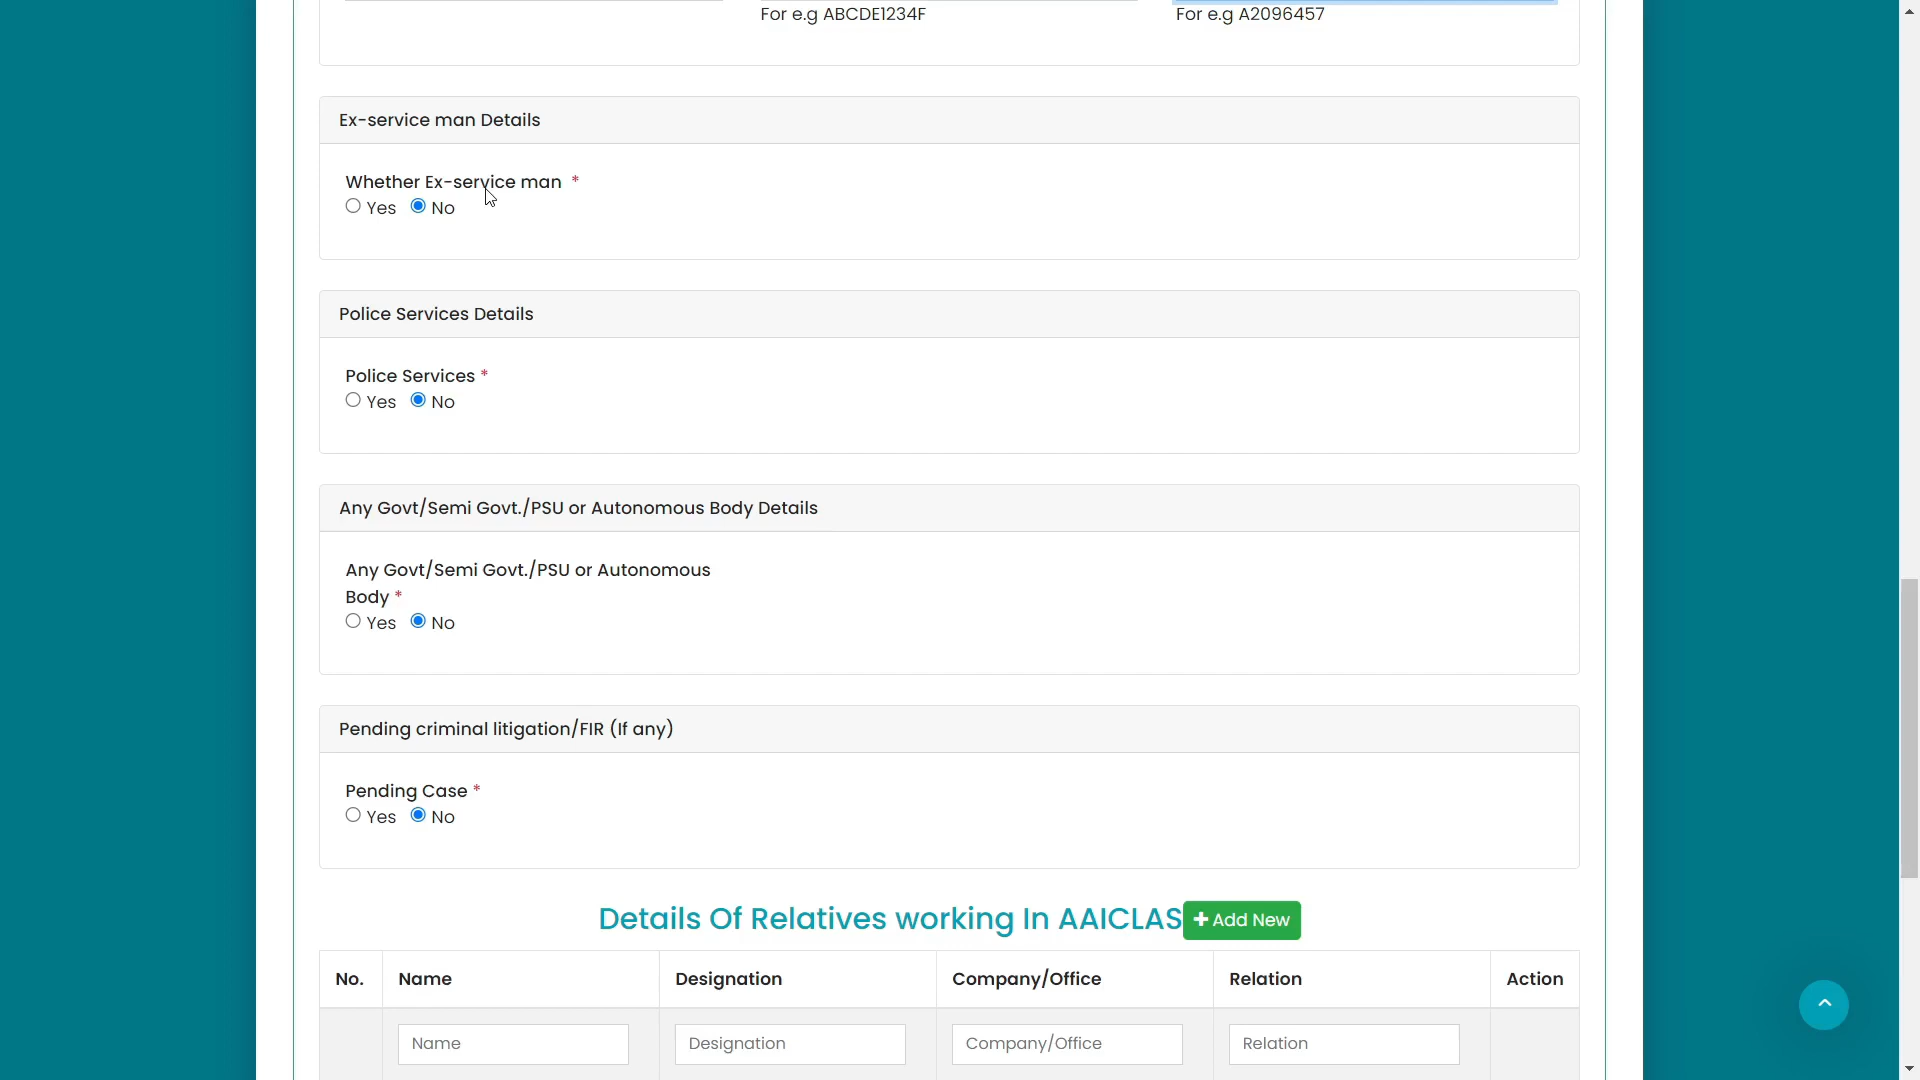 For e.g ABCDE1234F
For e.g A2096457
Ex-service man Details
Whether Ex-service man *
Yes No
Police Services Details
Police Services *
Yes No
Any Govt/Semi Govt./PSU or Autonomous Body Details
Any Govt/Semi Govt./PSU or Autonomous
Body *
Yes No
Pending criminal litigation/FIR (If any)
Pending Case *
Yes No
Details Of Relatives working In AAICLAS + Add New
No. Name Designation Company/Office Relation Action
Name Designation Company/Office Relation